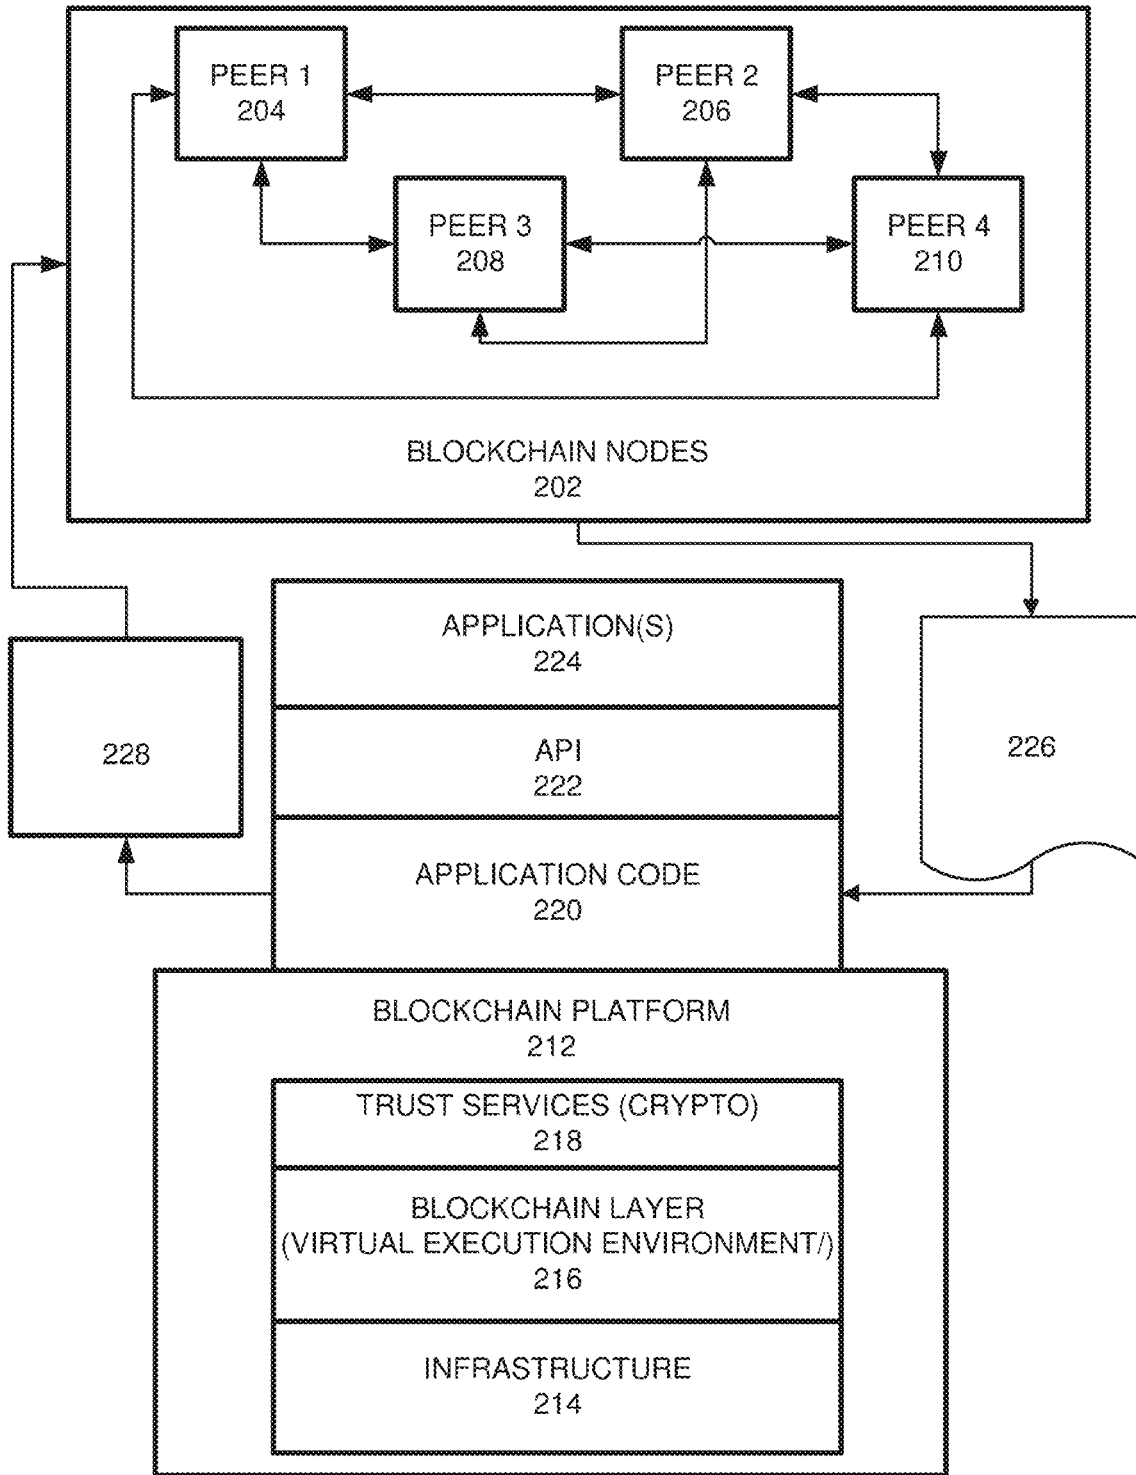 PEER 1
204
PEER 2
206
PEER 3
208
PEER 4
210
BLOCKCHAIN NODES
202
APPLICATION(S)
224
228
API
222
226
APPLICATION CODE
220
BLOCKCHAIN PLATFORM
212
TRUST SERVICES (CRYPTO)
218
BLOCKCHAIN LAYER
(VIRTUAL EXECUTION ENVIRONMENT/)
216
INFRASTRUCTURE
214